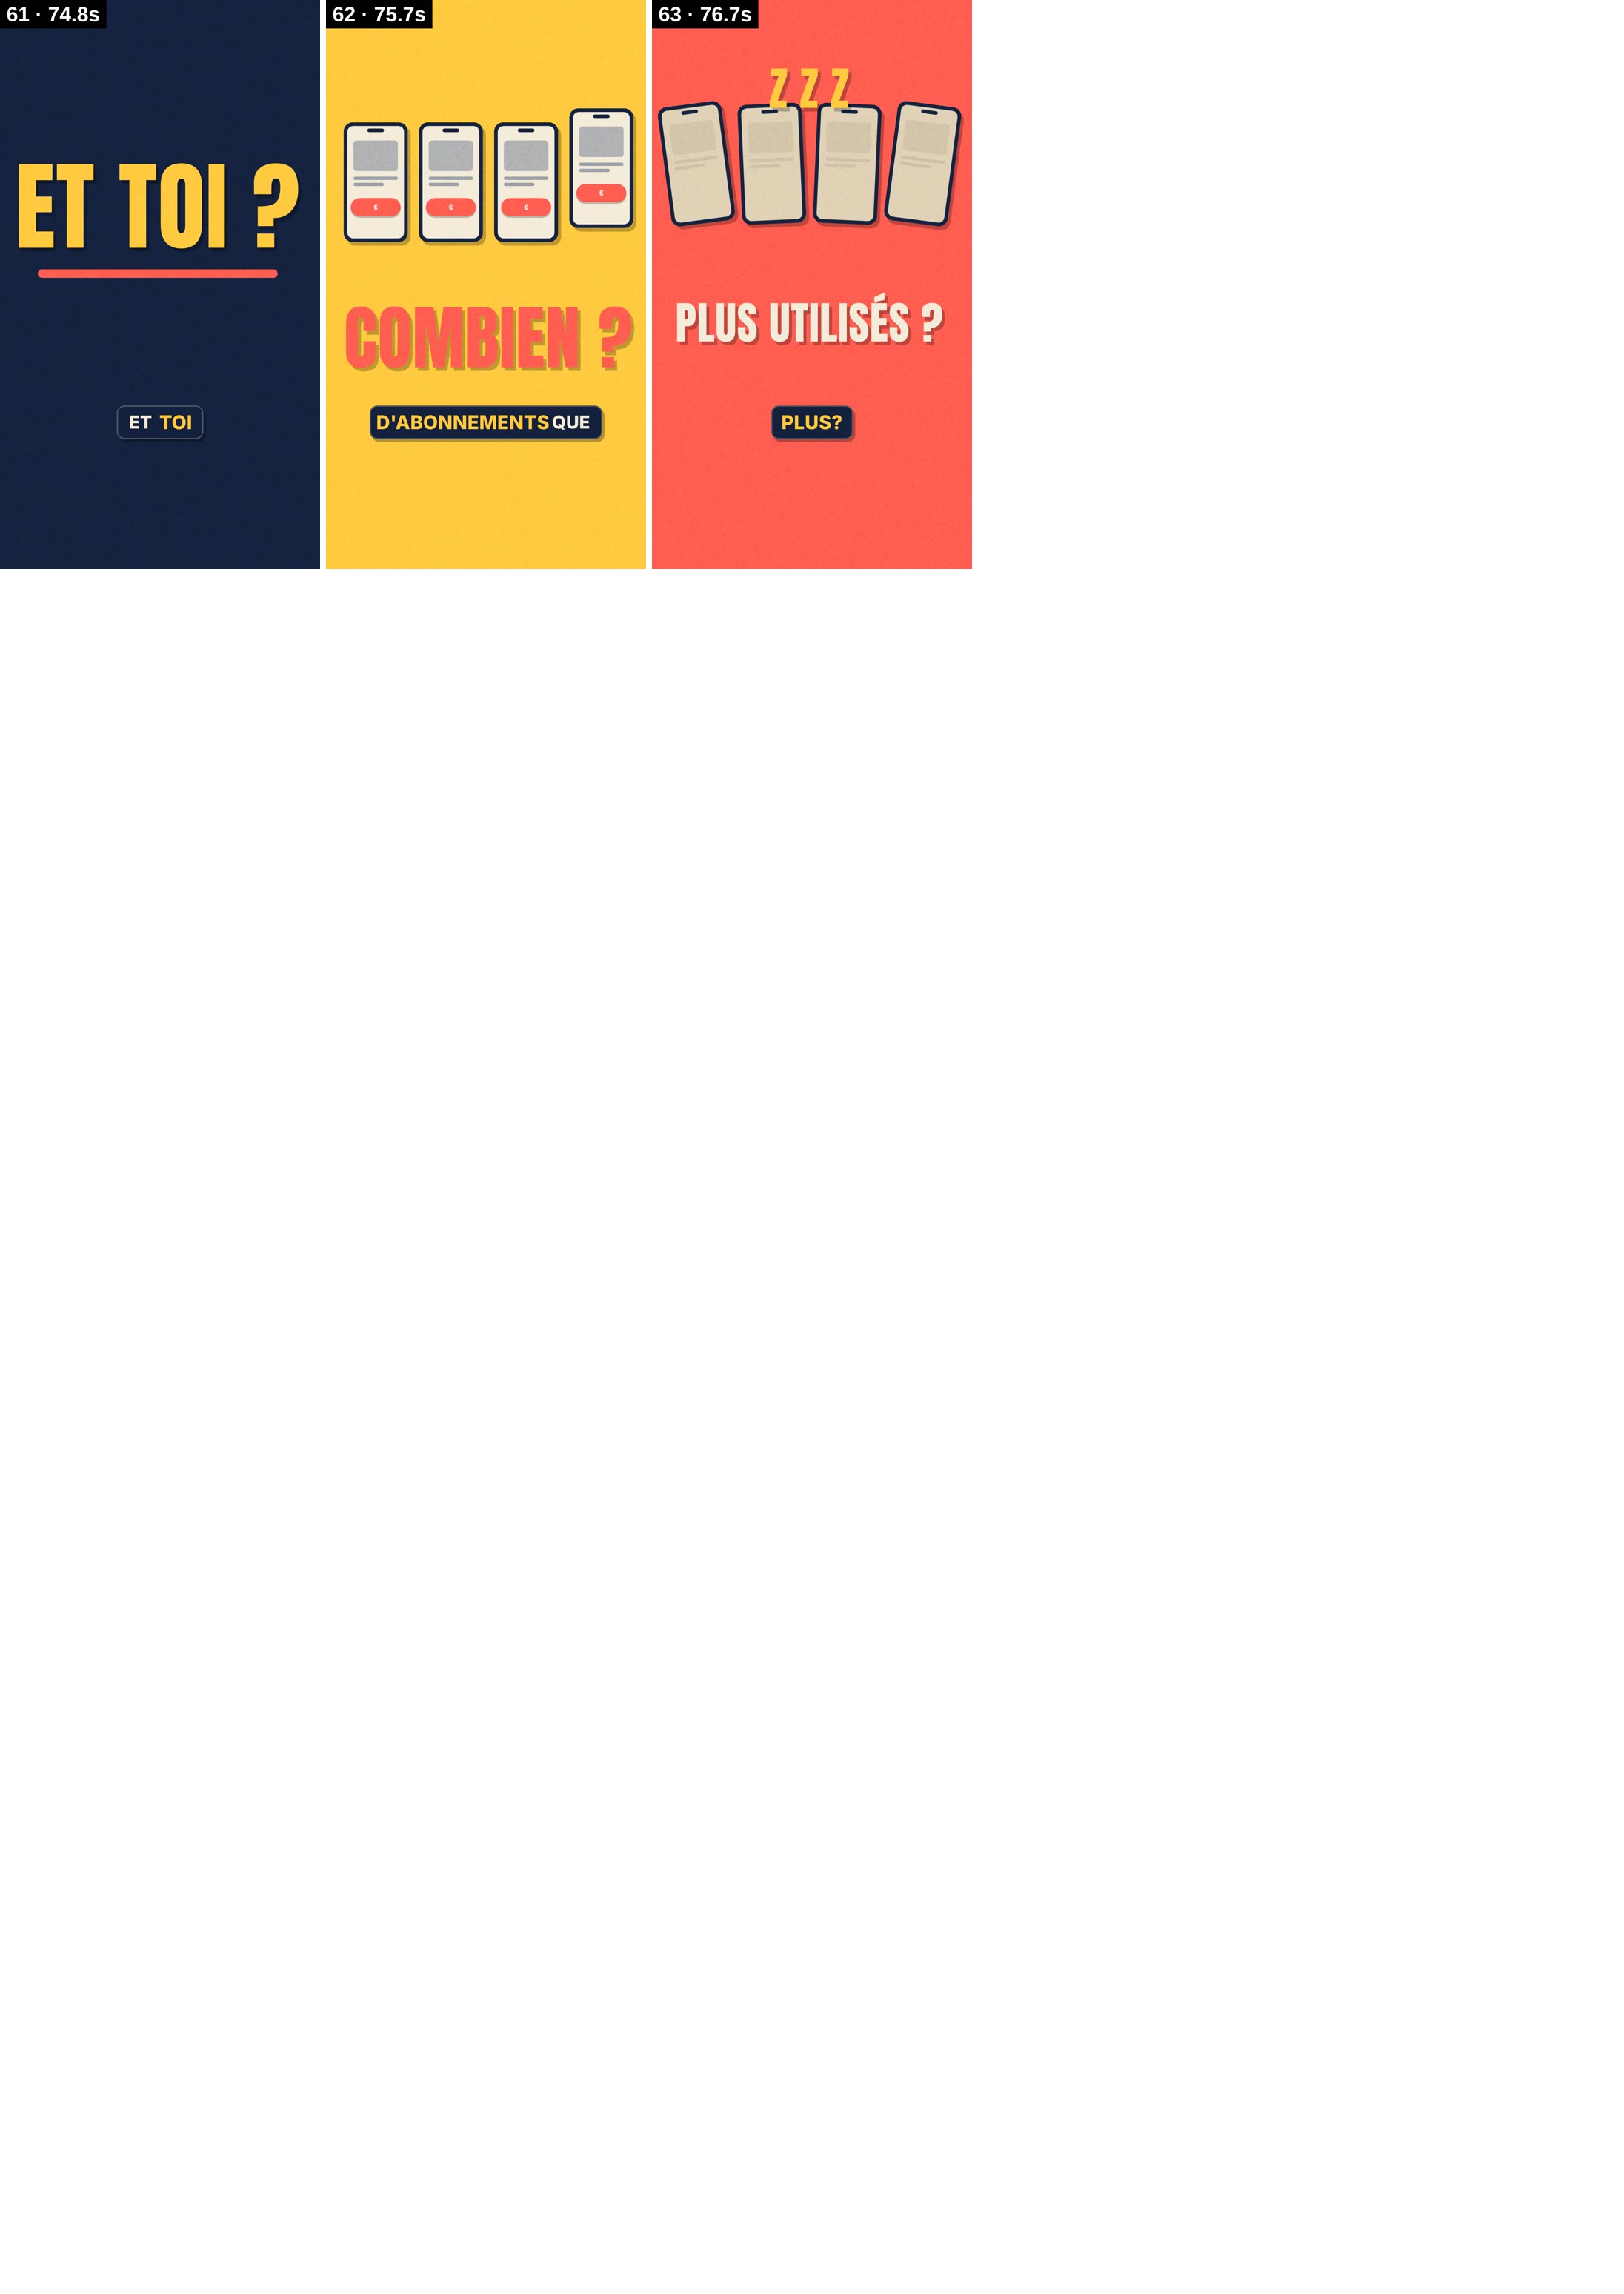 61 · 74.8s
ET TOI ?
ET TOI
62 · 75.7s
€ € € €
COMBIEN ?
D'ABONNEMENTS QUE
63 · 76.7s
Z Z Z
PLUS UTILISÉS ?
PLUS?